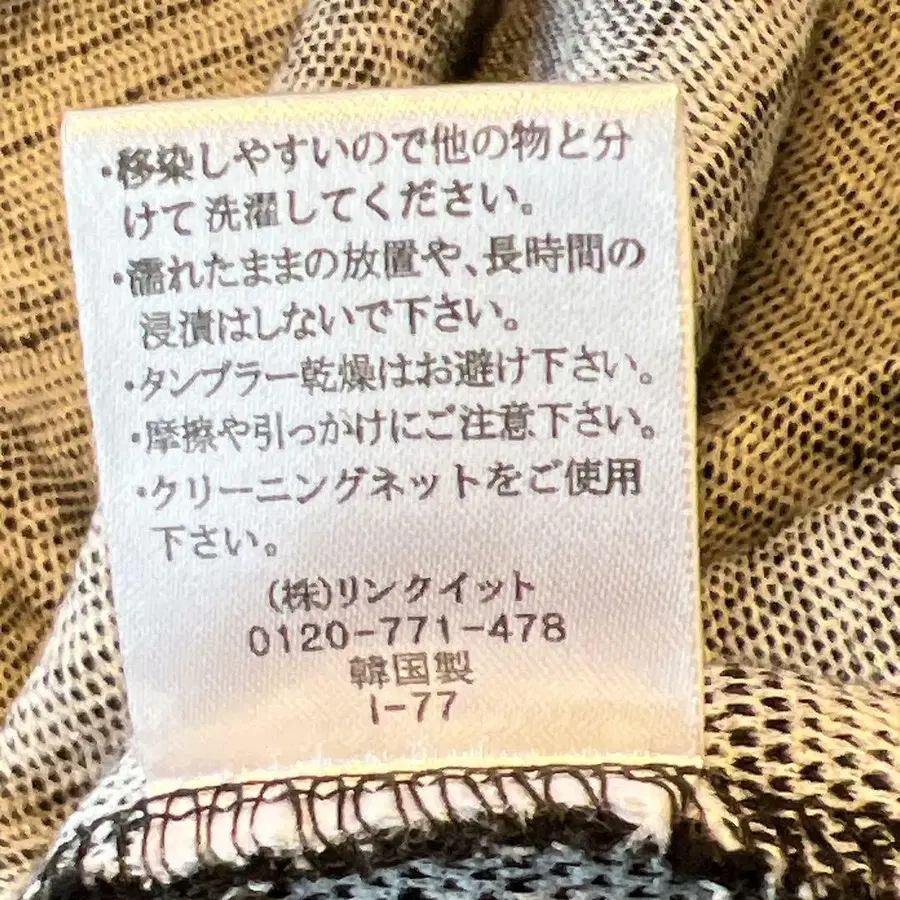 ・移染しやすいので他の物と分
けて洗濯してください。
・濡れたままの放置や、長時間の
浸漬はしないで下さい。
・タンブラー乾燥はお避け下さい。
・摩擦や引っかけにご注意下さい。
・クリーニングネットをご使用
下さい。
(株)リンクイット
0120-771-478
韓国製
I-77